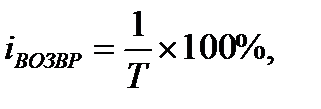 i_ВОЗВР = 1/T × 100%,